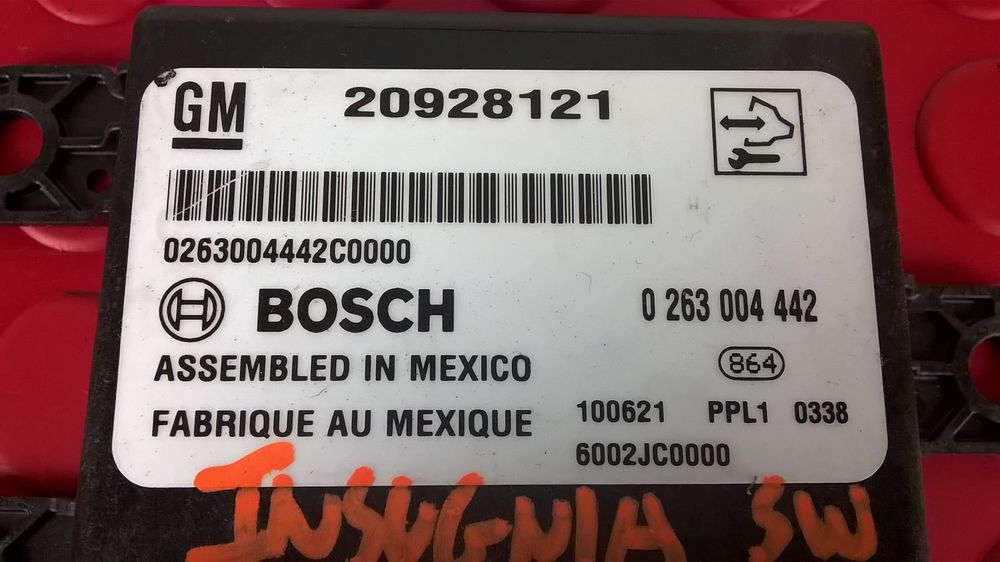 GM 20928121
0263004442C0000
BOSCH 0 263 004 442
ASSEMBLED IN MEXICO 864
FABRIQUE AU MEXIQUE 100621 PPL1 0338
6002JC0000
INSIGNIA SW